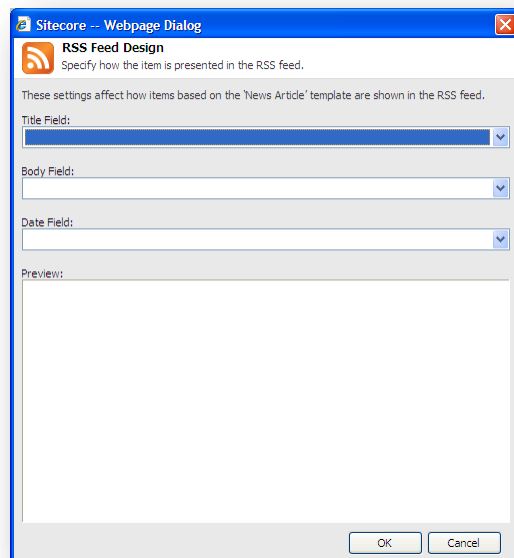 Sitecore -- Webpage Dialog
RSS Feed Design
Specify how the item is presented in the RSS feed.
These settings affect how items based on the 'News Article' template are shown in the RSS feed.
Title Field:
Body Field:
Date Field:
Preview:
OK Cancel